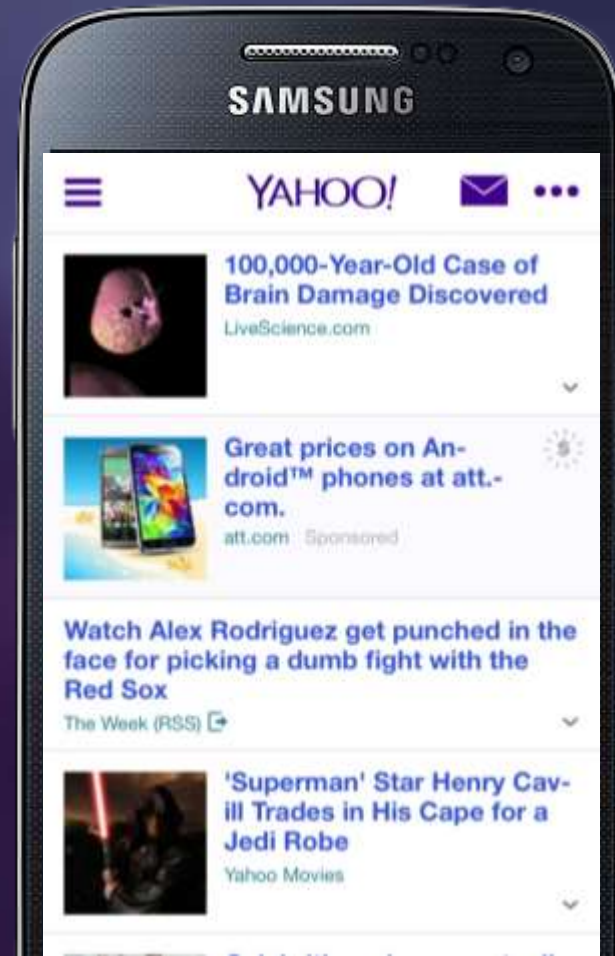 SAMSUNG
YAHOO!
100,000-Year-Old Case of
Brain Damage Discovered
LiveScience.com
Great prices on An-
droid™ phones at att.-
com.
att.com Sponsored
Watch Alex Rodriguez get punched in the
face for picking a dumb fight with the
Red Sox
The Week (RSS)
'Superman' Star Henry Cav-
ill Trades in His Cape for a
Jedi Robe
Yahoo Movies